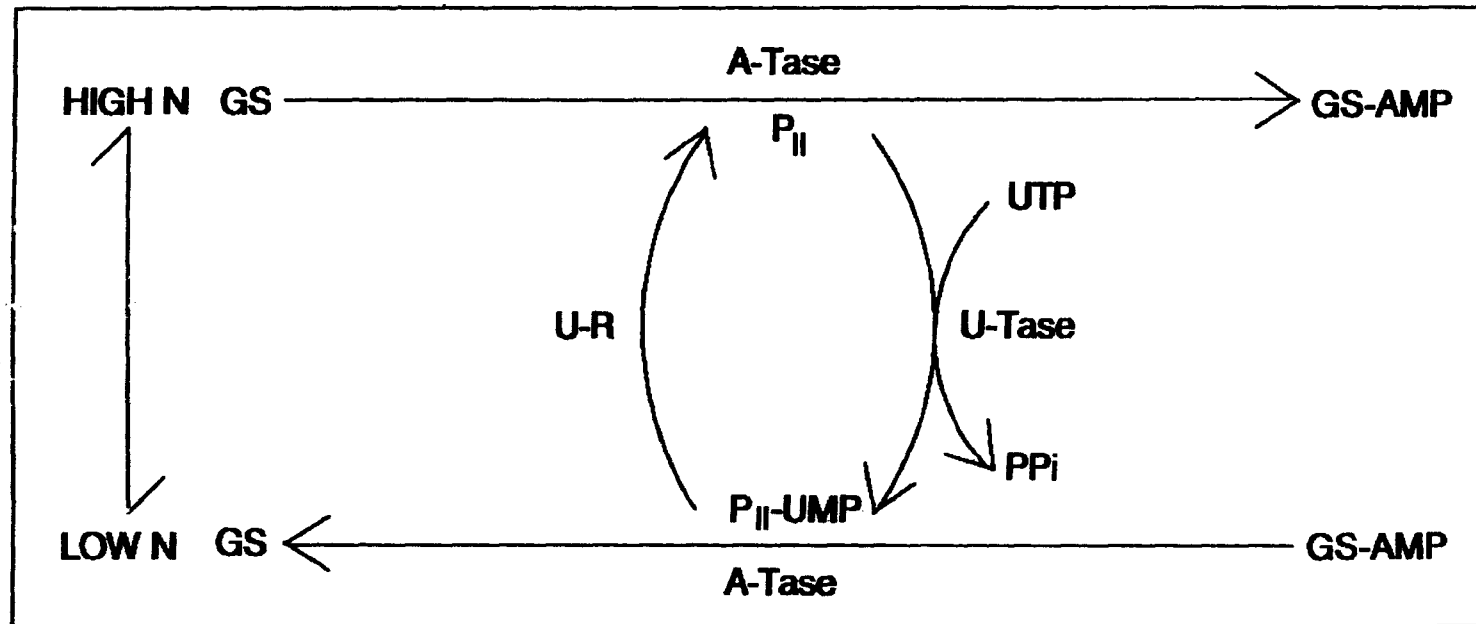 A-Tase
HIGH N GS GS-AMP
P_II
UTP
U-R U-Tase
PPi
P_II-UMP
LOW N GS GS-AMP
A-Tase